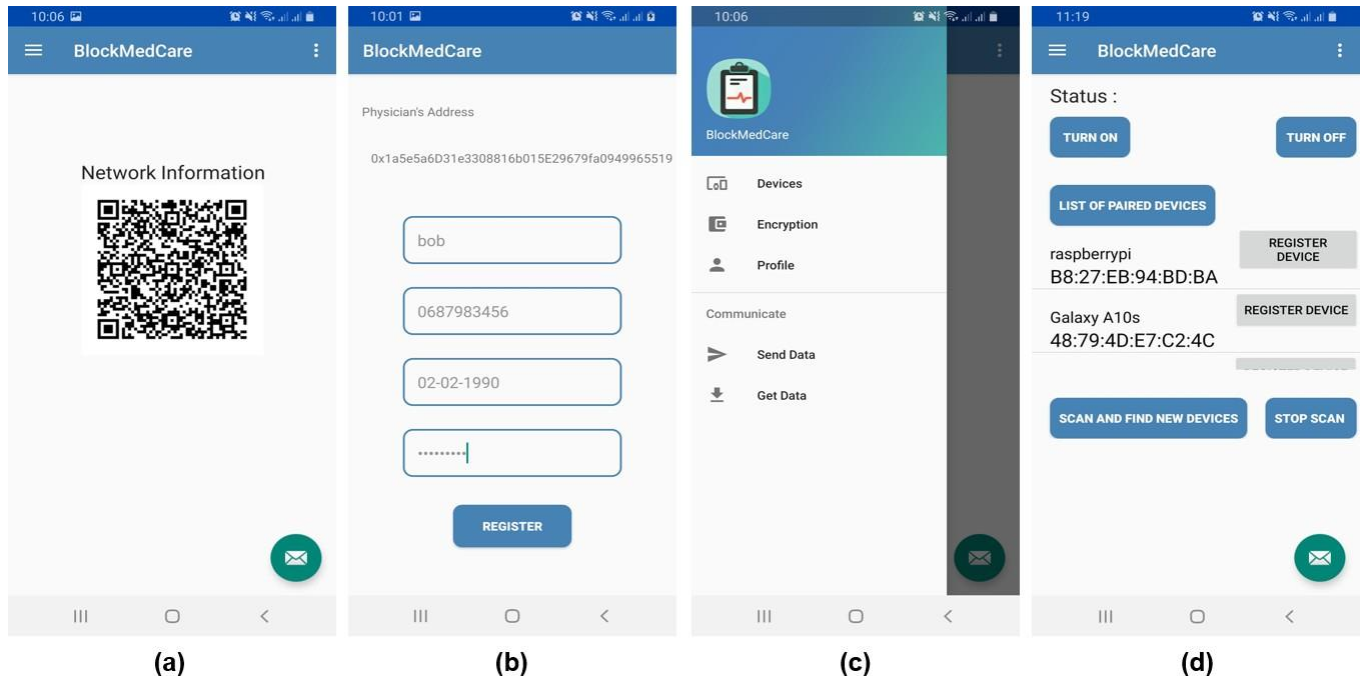 10:06
BlockMedCare
Network Information
(a)
10:01
BlockMedCare
Physician's Address
0x1a5e5a6D31e3308816b015E29679fa0949965519
bob
0687983456
02-02-1990
REGISTER
(b)
10:06
BlockMedCare
Devices
Encryption
Profile
Communicate
Send Data
Get Data
(c)
11:19
BlockMedCare
Status :
TURN ON
TURN OFF
LIST OF PAIRED DEVICES
raspberrypi
B8:27:EB:94:BD:BA
REGISTER
DEVICE
Galaxy A10s
48:79:4D:E7:C2:4C
REGISTER DEVICE
SCAN AND FIND NEW DEVICES
STOP SCAN
(d)